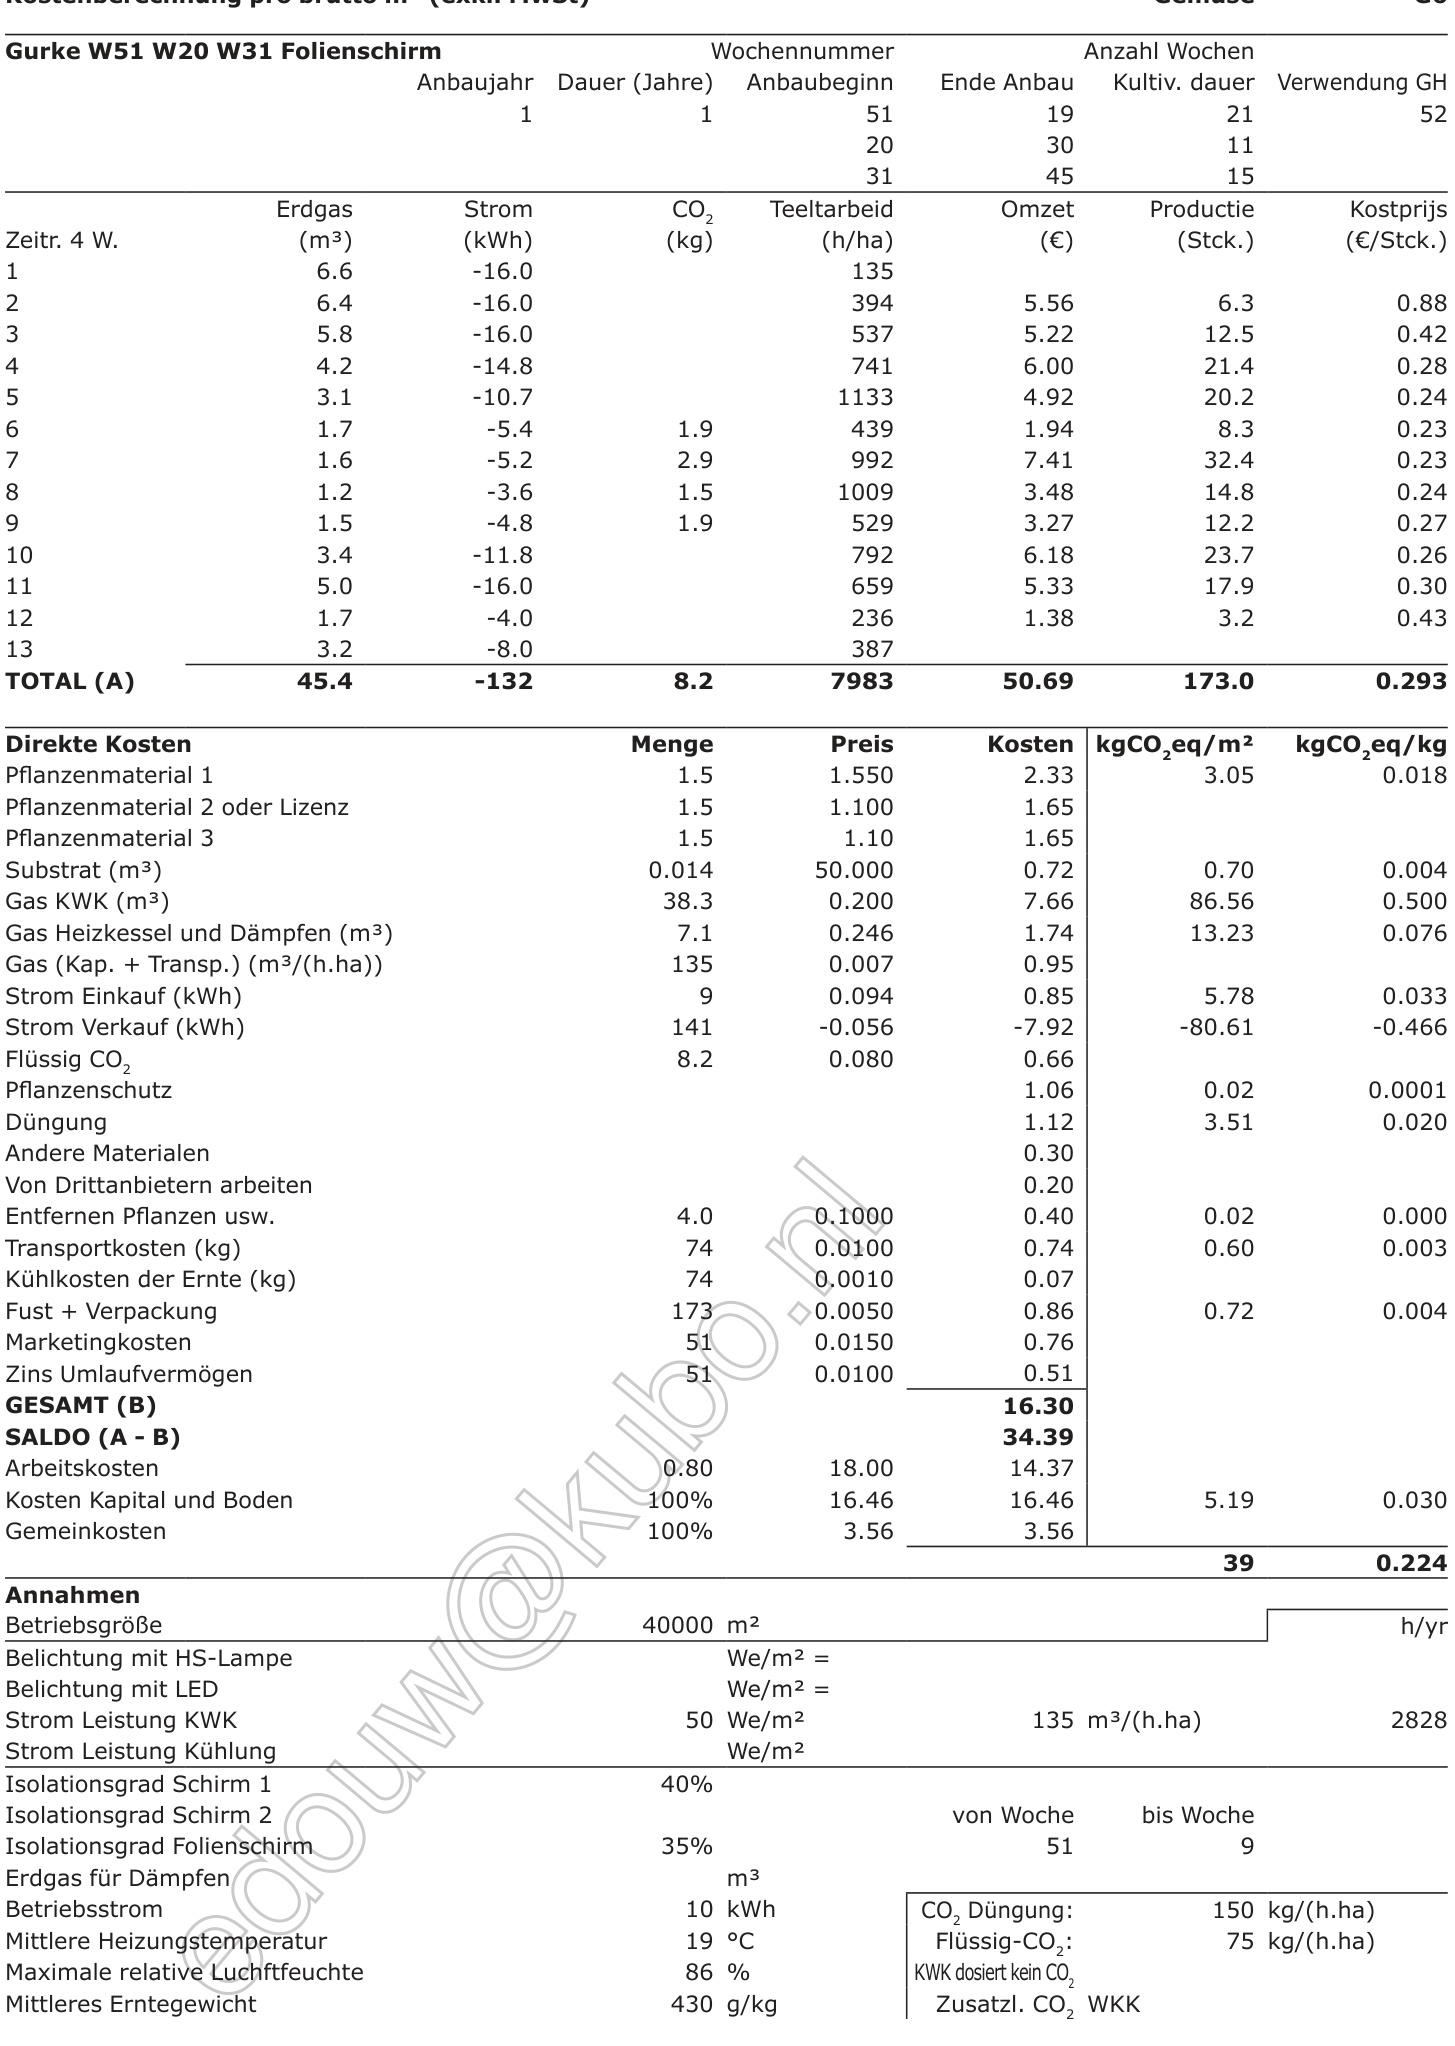 Kostenberechnung pro brutto m² (exkl. MwSt) Gemüse
Gurke W51 W20 W31 Folienschirm Wochennummer Anzahl Wochen
Anbaujahr Dauer (Jahre) Anbaubeginn Ende Anbau Kultiv. dauer Verwendung GH
1 1 51 19 21 52
20 30 11
31 45 15
Erdgas Strom CO₂ Teeltarbeid Omzet Productie Kostprijs
Zeitr. 4 W. (m³) (kWh) (kg) (h/ha) (€) (Stck.) (€/Stck.)
1 6.6 -16.0 135
2 6.4 -16.0 394 5.56 6.3 0.88
3 5.8 -16.0 537 5.22 12.5 0.42
4 4.2 -14.8 741 6.00 21.4 0.28
5 3.1 -10.7 1133 4.92 20.2 0.24
6 1.7 -5.4 1.9 439 1.94 8.3 0.23
7 1.6 -5.2 2.9 992 7.41 32.4 0.23
8 1.2 -3.6 1.5 1009 3.48 14.8 0.24
9 1.5 -4.8 1.9 529 3.27 12.2 0.27
10 3.4 -11.8 792 6.18 23.7 0.26
11 5.0 -16.0 659 5.33 17.9 0.30
12 1.7 -4.0 236 1.38 3.2 0.43
13 3.2 -8.0 387
TOTAL (A) 45.4 -132 8.2 7983 50.69 173.0 0.293
Direkte Kosten Menge Preis Kosten kgCO₂eq/m² kgCO₂eq/kg
Pflanzenmaterial 1 1.5 1.550 2.33 3.05 0.018
Pflanzenmaterial 2 oder Lizenz 1.5 1.100 1.65
Pflanzenmaterial 3 1.5 1.10 1.65
Substrat (m³) 0.014 50.000 0.72 0.70 0.004
Gas KWK (m³) 38.3 0.200 7.66 86.56 0.500
Gas Heizkessel und Dämpfen (m³) 7.1 0.246 1.74 13.23 0.076
Gas (Kap. + Transp.) (m³/(h.ha)) 135 0.007 0.95
Strom Einkauf (kWh) 9 0.094 0.85 5.78 0.033
Strom Verkauf (kWh) 141 -0.056 -7.92 -80.61 -0.466
Flüssig CO₂ 8.2 0.080 0.66
Pflanzenschutz 1.06 0.02 0.0001
Düngung 1.12 3.51 0.020
Andere Materialen 0.30
Von Drittanbietern arbeiten 0.20
Entfernen Pflanzen usw. 4.0 0.1000 0.40 0.02 0.000
Transportkosten (kg) 74 0.0100 0.74 0.60 0.003
Kühlkosten der Ernte (kg) 74 0.0010 0.07
Fust + Verpackung 173 0.0050 0.86 0.72 0.004
Marketingkosten 51 0.0150 0.76
Zins Umlaufvermögen 51 0.0100 0.51
GESAMT (B) 16.30
SALDO (A - B) 34.39
Arbeitskosten 0.80 18.00 14.37
Kosten Kapital und Boden 100% 16.46 16.46 5.19 0.030
Gemeinkosten 100% 3.56 3.56
39 0.224
Annahmen
Betriebsgröße 40000 m² h/yr
Belichtung mit HS-Lampe We/m² =
Belichtung mit LED We/m² =
Strom Leistung KWK 50 We/m² 135 m³/(h.ha) 2828
Strom Leistung Kühlung We/m²
Isolationsgrad Schirm 1 40%
Isolationsgrad Schirm 2 von Woche bis Woche
Isolationsgrad Folienschirm 35% 51 9
Erdgas für Dämpfen m³
Betriebsstrom 10 kWh CO₂ Düngung: 150 kg/(h.ha)
Mittlere Heizungstemperatur 19 °C Flüssig-CO₂: 75 kg/(h.ha)
Maximale relative Luchftfeuchte 86 % KWK dosiert kein CO₂
Mittleres Erntegewicht 430 g/kg Zusatzl. CO₂ WKK
edouw@kubo.nl